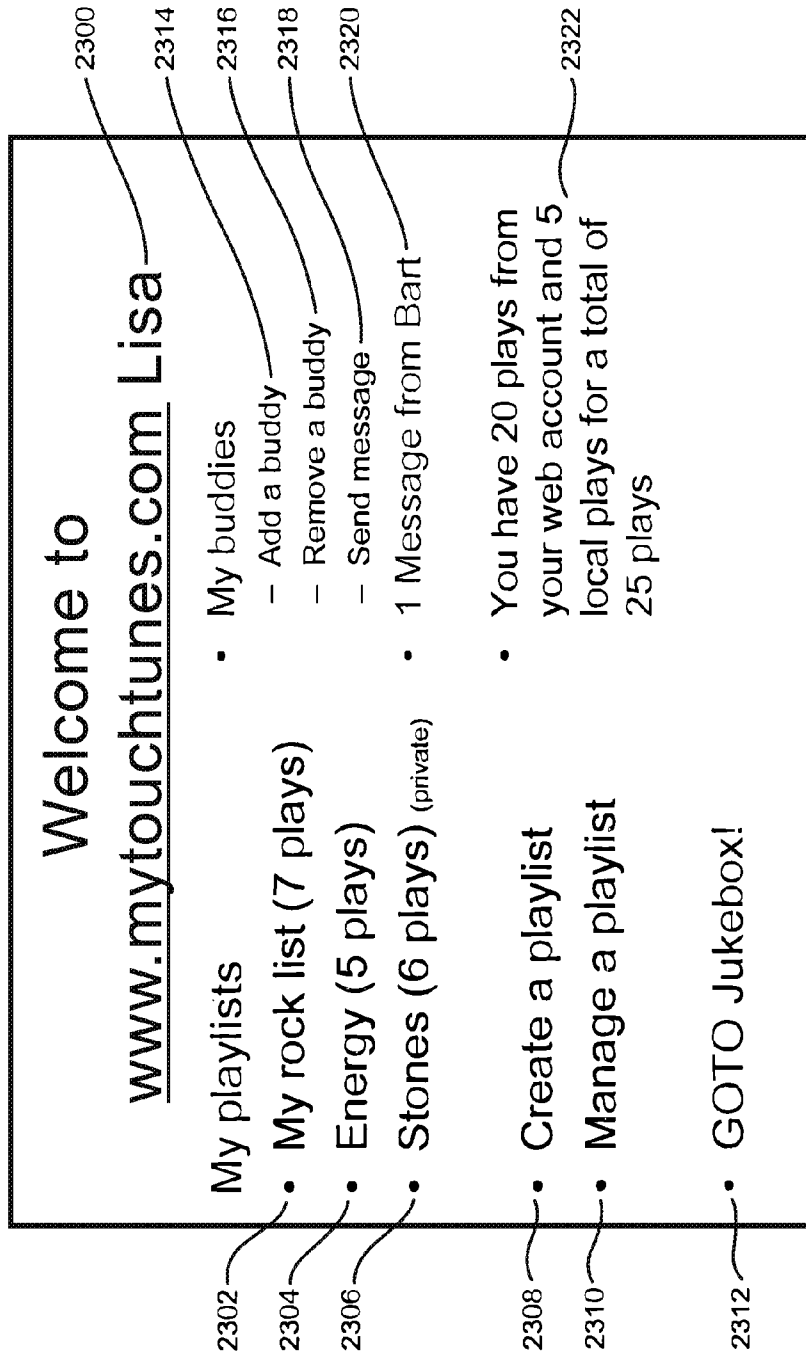 Welcome to
www.mytouchtunes.com Lisa
2300
My playlists
2302
• My rock list (7 plays)
2304
• Energy (5 plays)
2306
• Stones (6 plays) (private)
2308
• Create a playlist
2310
• Manage a playlist
2312
• GOTO Jukebox!
• My buddies
– Add a buddy
2314
– Remove a buddy
2316
– Send message
2318
• 1 Message from Bart
2320
• You have 20 plays from
your web account and 5
2322
local plays for a total of
25 plays